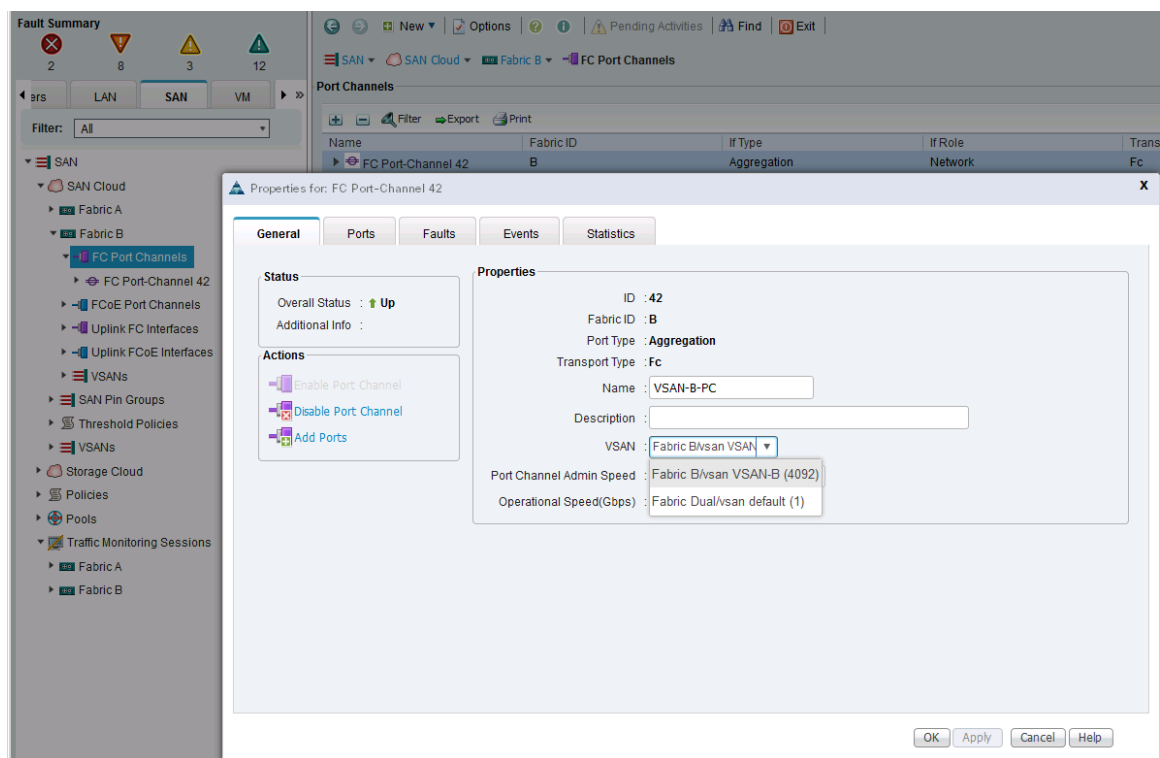 Fault Summary
2 8 3 12
New Options Pending Activities Find Exit
SAN SAN Cloud Fabric B FC Port Channels
ers LAN SAN VM »
Port Channels
Filter: All
Filter Export Print
Name Fabric ID If Type If Role Trans
FC Port-Channel 42 B Aggregation Network Fc
SAN
SAN Cloud
Fabric A
Fabric B
FC Port Channels
FC Port-Channel 42
FCoE Port Channels
Uplink FC Interfaces
Uplink FCoE Interfaces
VSANs
SAN Pin Groups
Threshold Policies
VSANs
Storage Cloud
Policies
Pools
Traffic Monitoring Sessions
Fabric A
Fabric B
Properties for: FC Port-Channel 42 X
General Ports Faults Events Statistics
Status
Overall Status : Up
Additional Info :
Actions
Enable Port Channel
Disable Port Channel
Add Ports
Properties
ID : 42
Fabric ID : B
Port Type : Aggregation
Transport Type : Fc
Name : VSAN-B-PC
Description :
VSAN : Fabric B/vsan VSAN
Port Channel Admin Speed : Fabric B/vsan VSAN-B (4092)
Operational Speed(Gbps) : Fabric Dual/vsan default (1)
OK Apply Cancel Help